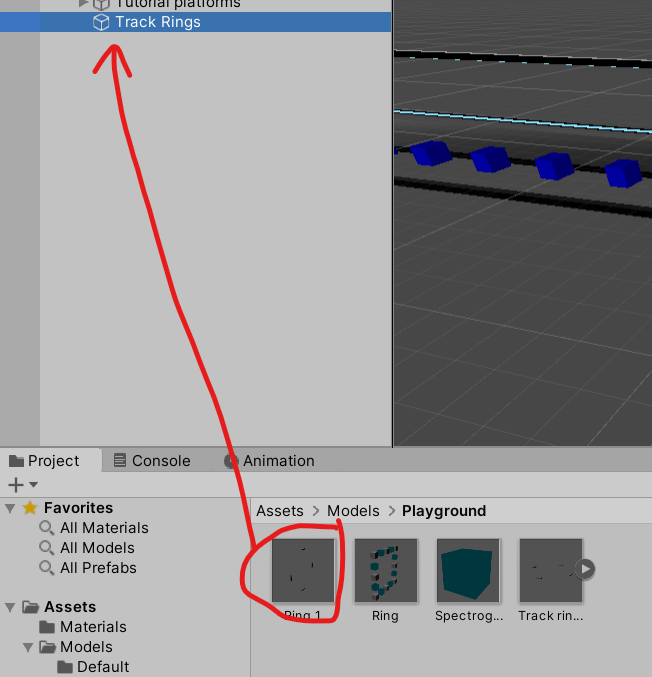 Tutorial platforms
Track Rings
Project
Console
Animation
Favorites
All Materials
All Models
All Prefabs
Assets
Materials
Models
Default
Assets > Models > Playground
Ring 1
Ring
Spectrog...
Track rin...